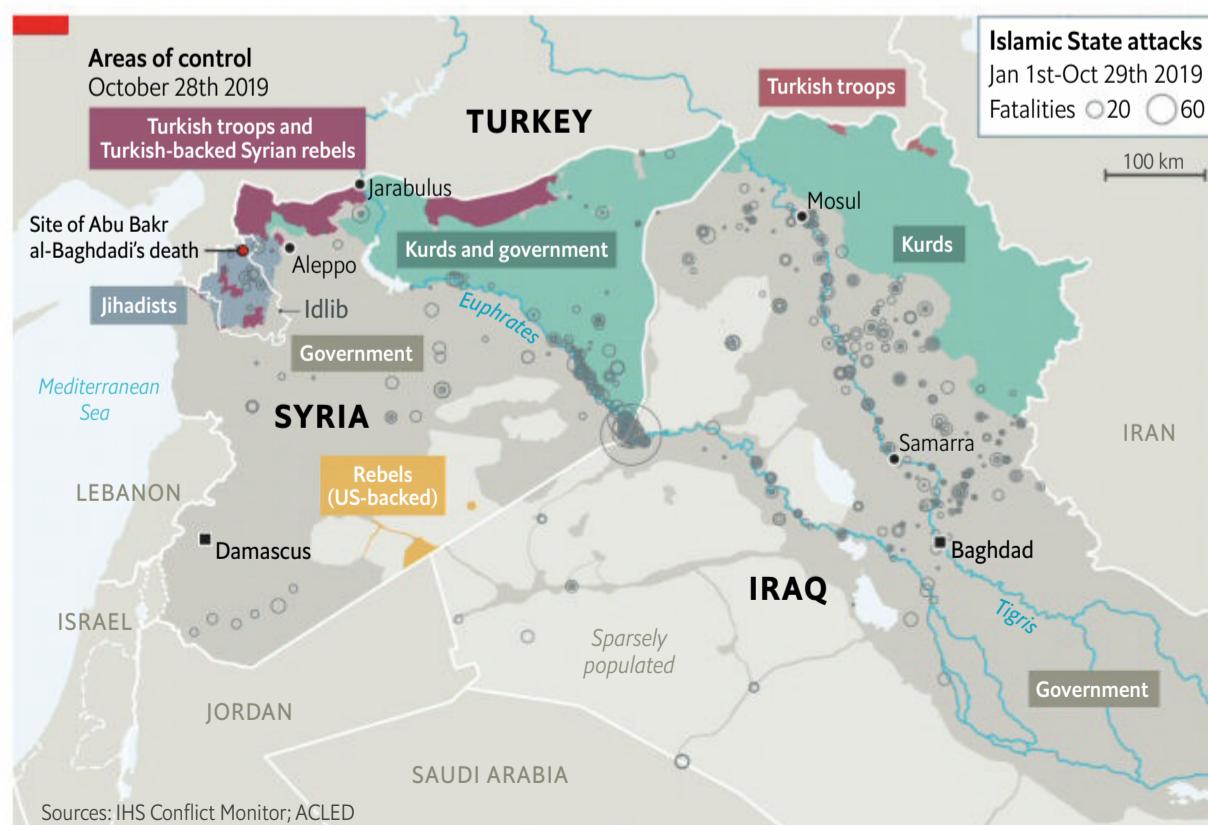 Areas of control
October 28th 2019
Turkish troops and
Turkish-backed Syrian rebels
Turkish troops
Islamic State attacks
Jan 1st-Oct 29th 2019
Fatalities 20 60
100 km
TURKEY
Jarabulus
Mosul
Site of Abu Bakr
al-Baghdadi's death
Aleppo
Kurds and government
Kurds
Jihadists
Idlib
Euphrates
Government
Mediterranean
Sea
SYRIA
Samarra
IRAN
Rebels
(US-backed)
LEBANON
Damascus
Baghdad
IRAQ
Tigris
ISRAEL
Sparsely
populated
Government
JORDAN
SAUDI ARABIA
Sources: IHS Conflict Monitor; ACLED